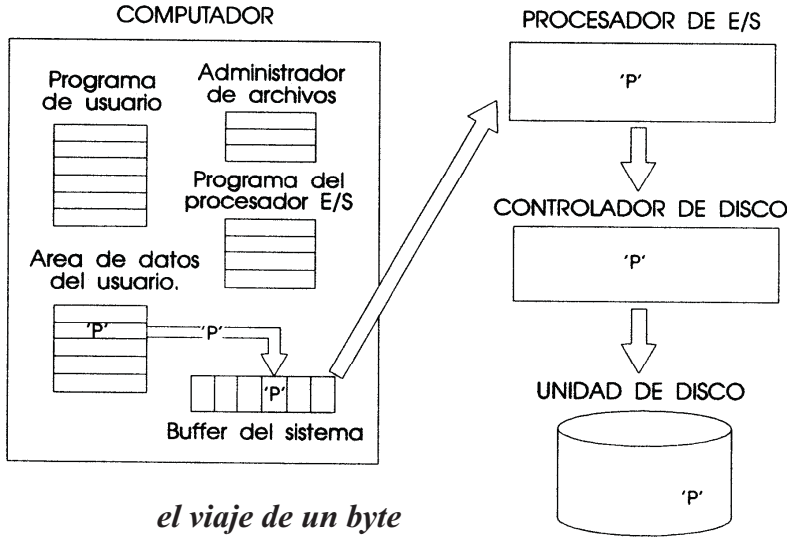 COMPUTADOR
Programa
de usuario
Administrador
de archivos
Programa del
procesador E/S
Area de datos
del usuario.
'P'
'P'
'P'
Buffer del sistema
PROCESADOR DE E/S
'P'
CONTROLADOR DE DISCO
'P'
UNIDAD DE DISCO
'P'
el viaje de un byte